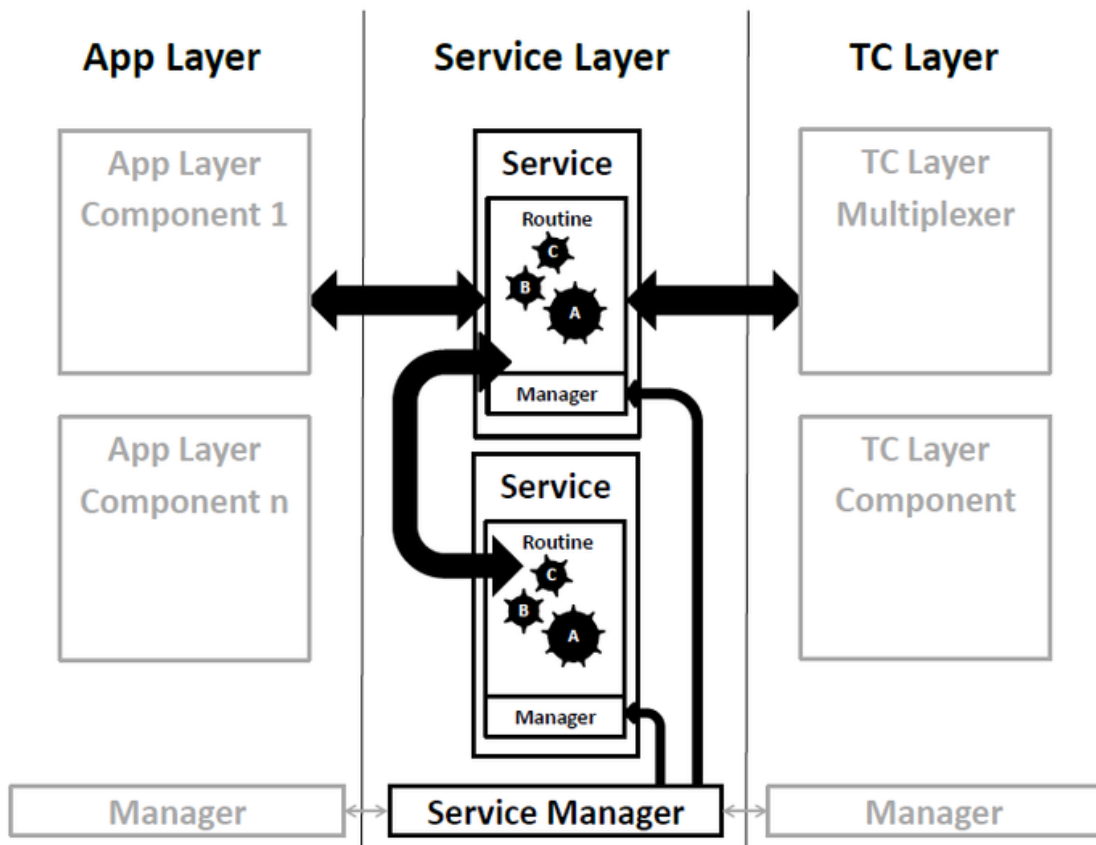 App Layer
Service Layer
TC Layer
App Layer
Component 1
Service
Routine
C
B
A
Manager
TC Layer
Multiplexer
App Layer
Component n
Service
Routine
C
B
A
Manager
TC Layer
Component
Manager
Service Manager
Manager